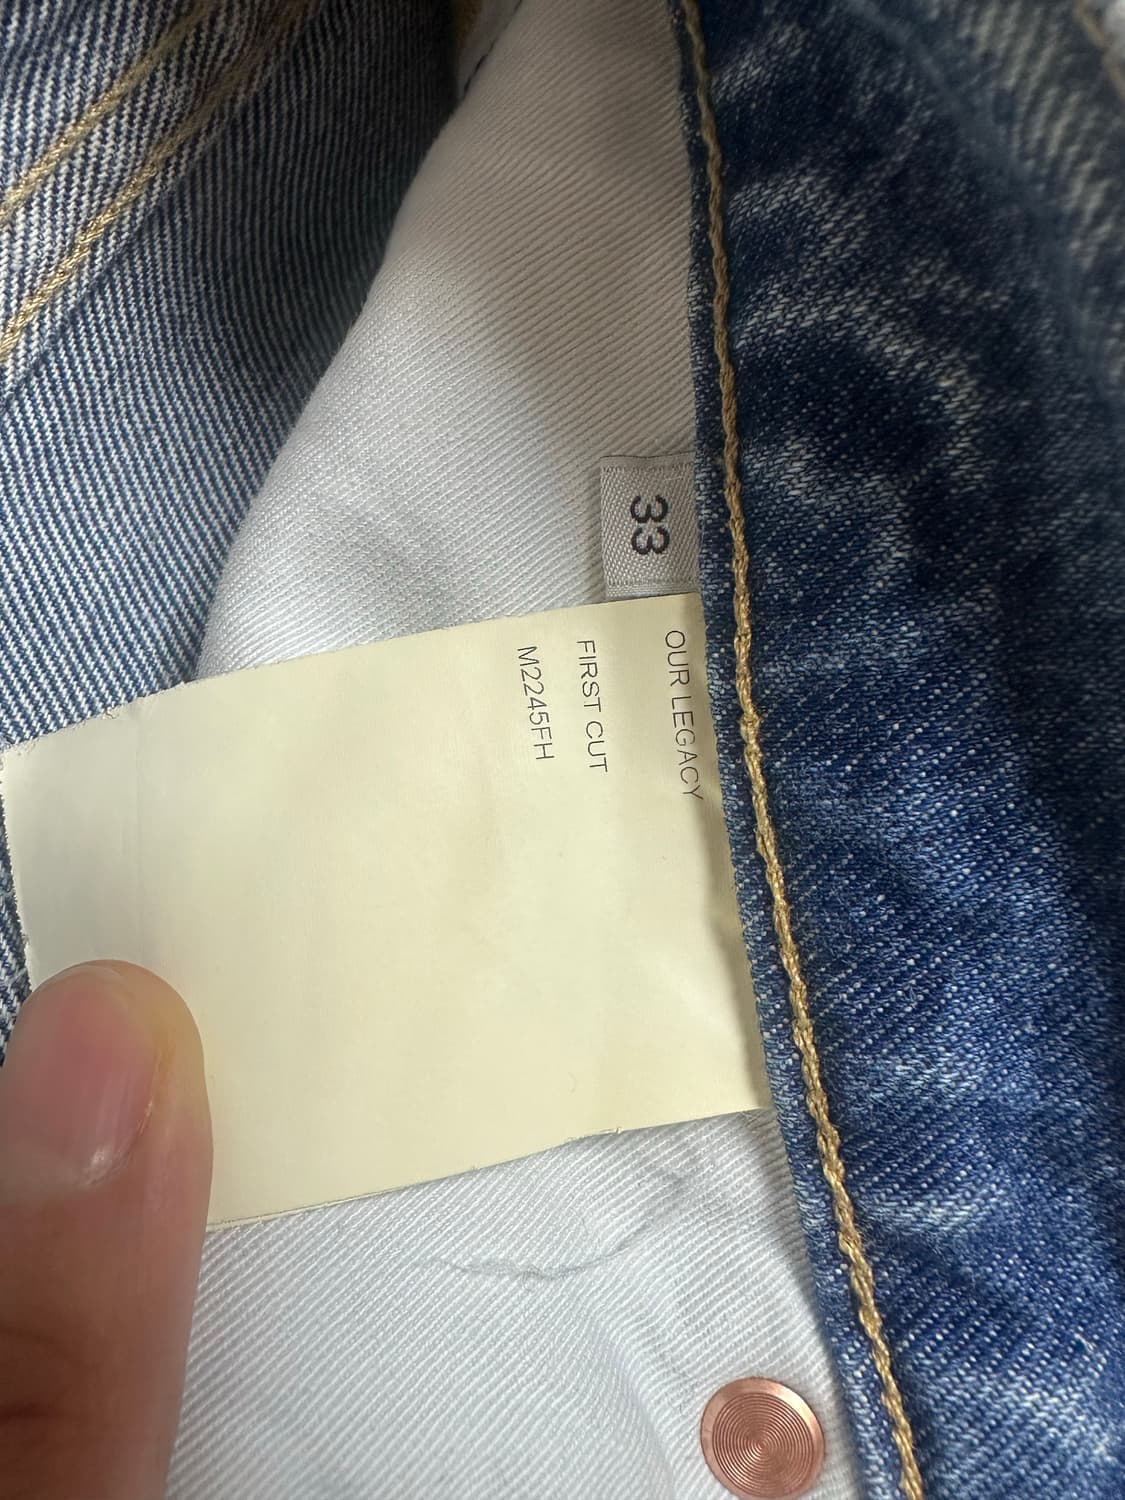 33
OUR LEGACY
FIRST CUT
M2245FH